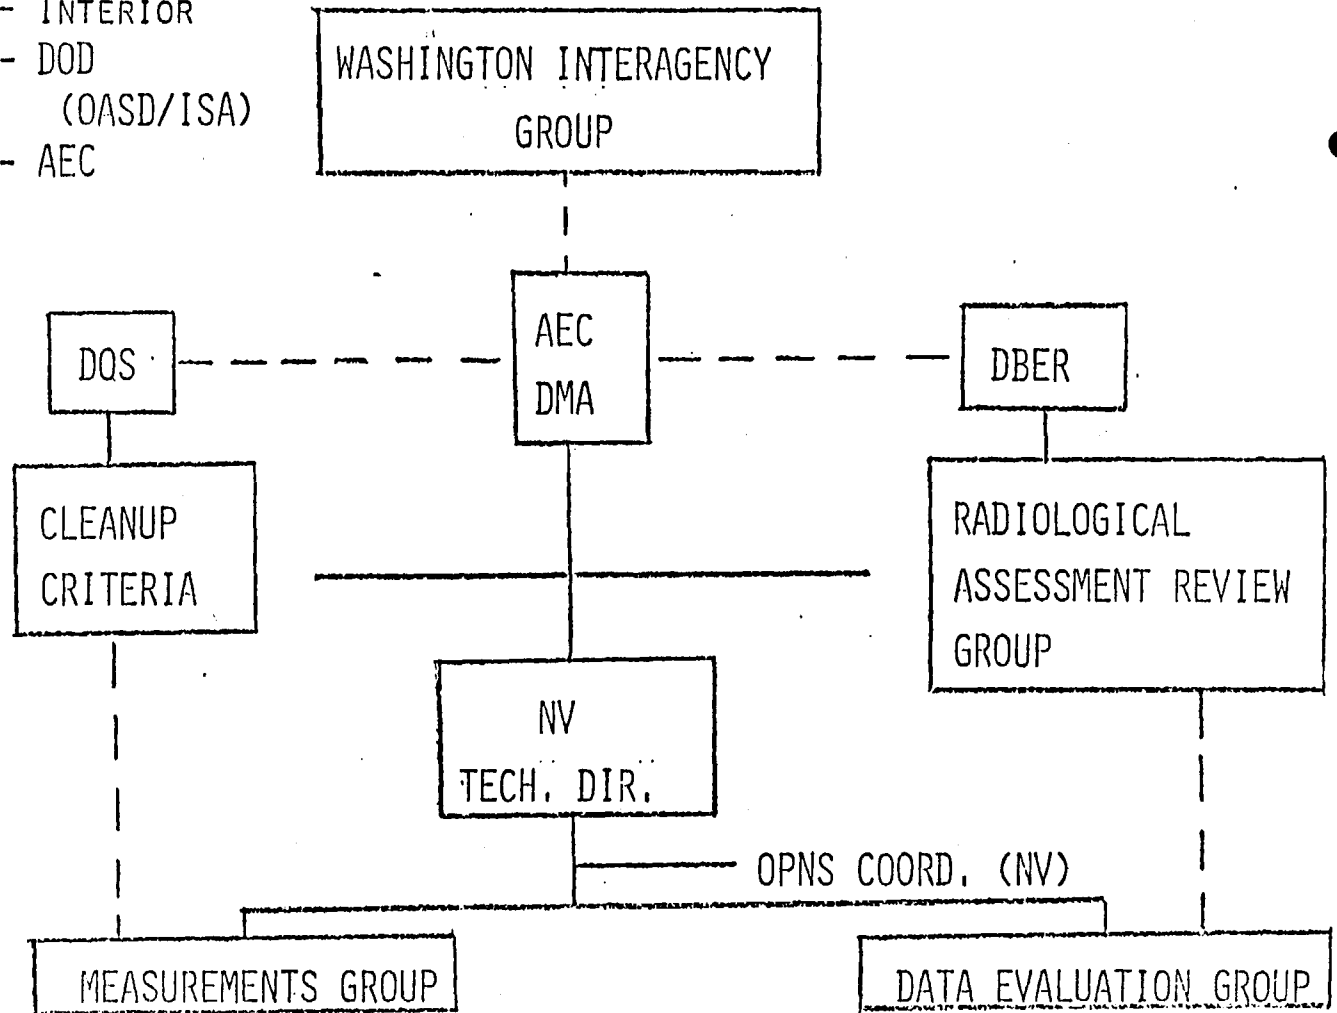 - INTERIOR
- DOD
(OASD/ISA)
- AEC
WASHINGTON INTERAGENCY
GROUP
DOS
AEC
DMA
DBER
CLEANUP
CRITERIA
RADIOLOGICAL
ASSESSMENT REVIEW
GROUP
NV
TECH. DIR.
OPNS COORD. (NV)
MEASUREMENTS GROUP
DATA EVALUATION GROUP